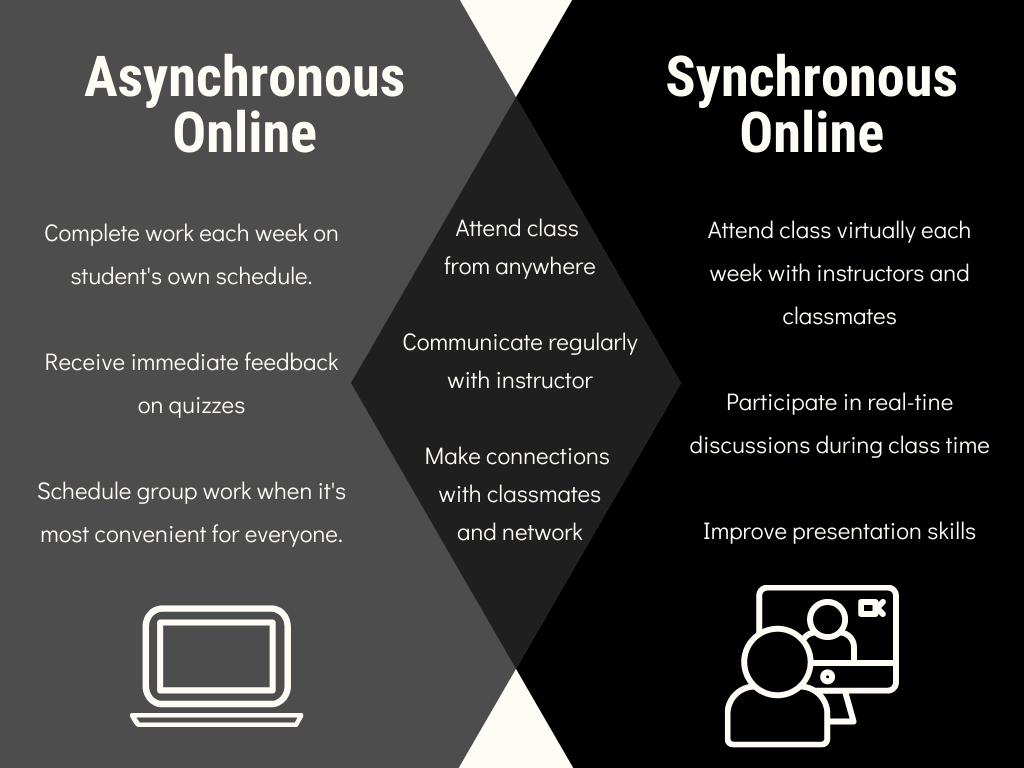 Asynchronous
Online
Complete work each week on
student's own schedule.
Receive immediate feedback
on quizzes
Schedule group work when it's
most convenient for everyone.
Attend class
from anywhere
Communicate regularly
with instructor
Make connections
with classmates
and network
Synchronous
Online
Attend class virtually each
week with instructors and
classmates
Participate in real-tine
discussions during class time
Improve presentation skills